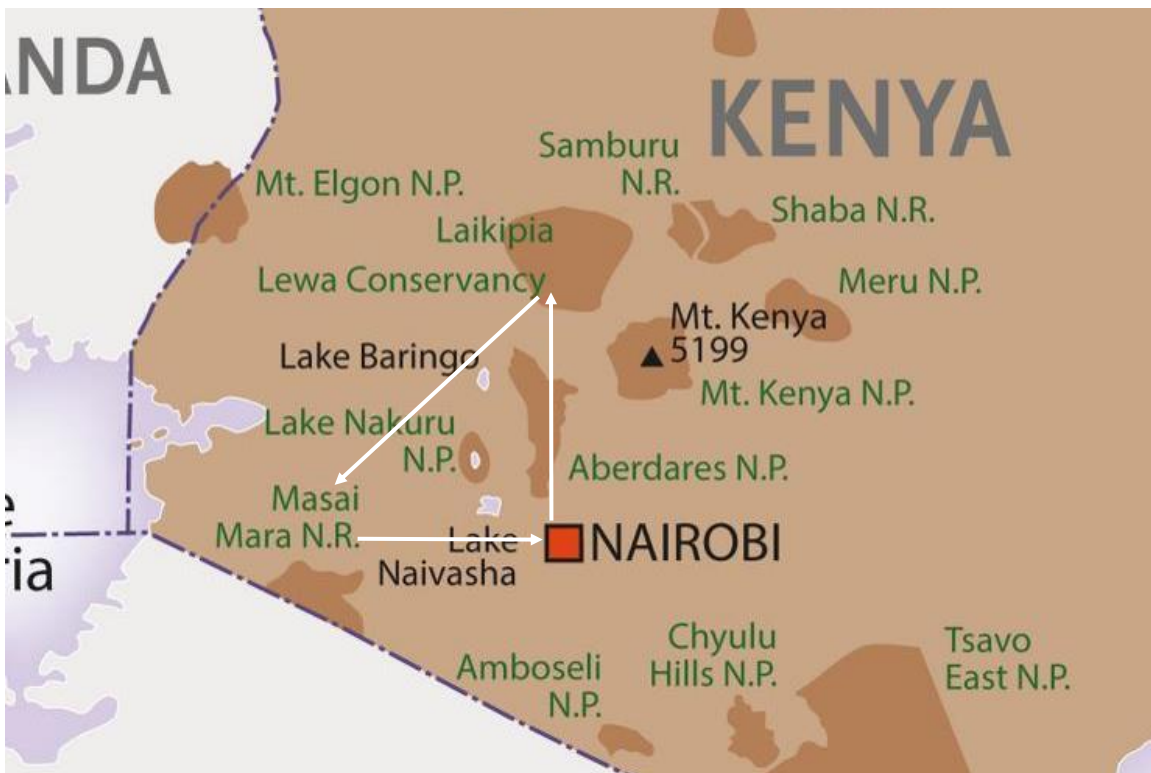 ANDA
KENYA
Samburu
N.R.
Mt. Elgon N.P.
Shaba N.R.
Laikipia
Lewa Conservancy
Meru N.P.
Mt. Kenya
5199
Lake Baringo
Mt. Kenya N.P.
Lake Nakuru
N.P.
Aberdares N.P.
Masai
Mara N.R.
Lake
Naivasha
NAIROBI
e
ria
Chyulu
Hills N.P.
Tsavo
East N.P.
Amboseli
N.P.